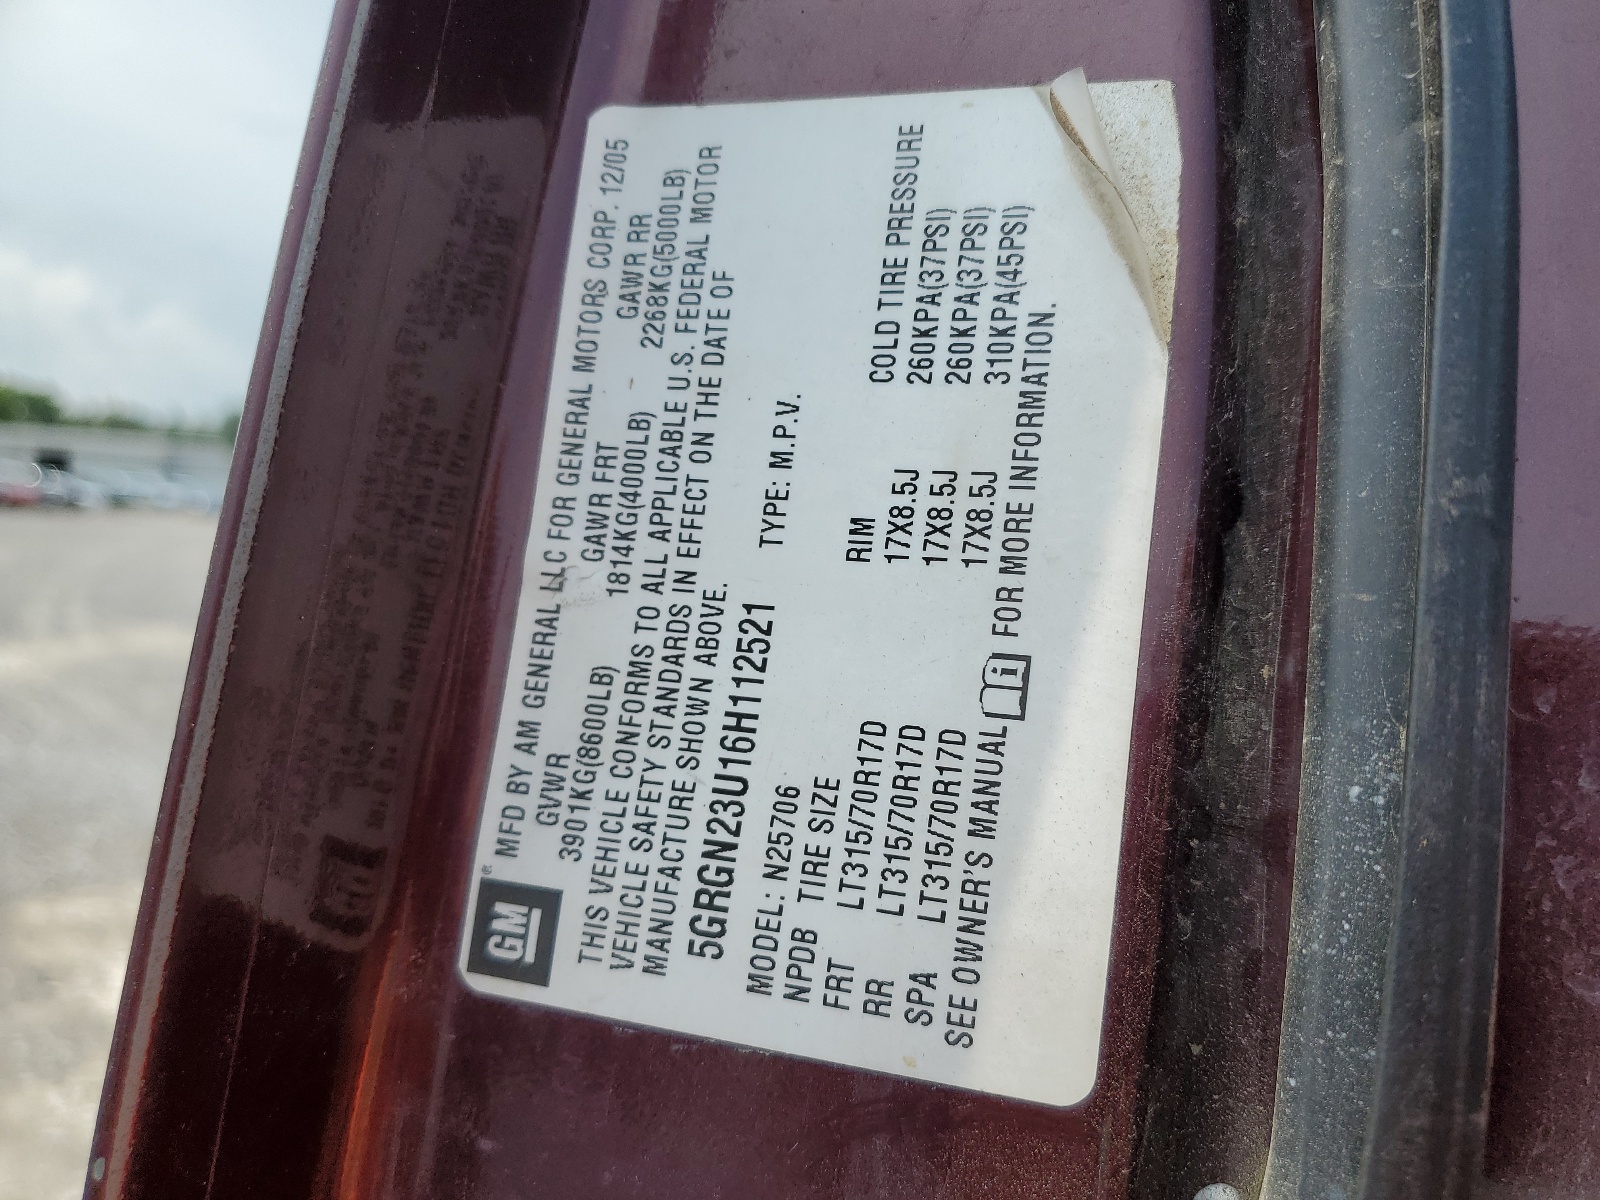 GM ® MFD BY AM GENERAL LLC FOR GENERAL MOTORS CORP. 12/05
GVWR GAWR FRT GAWR RR
3901KG(8600LB) 1814KG(4000LB) 2268KG(5000LB)
THIS VEHICLE CONFORMS TO ALL APPLICABLE U.S. FEDERAL MOTOR
VEHICLE SAFETY STANDARDS IN EFFECT ON THE DATE OF
MANUFACTURE SHOWN ABOVE.
5GRGN23U16H112521 TYPE: M.P.V.
MODEL: N25706
NPDB TIRE SIZE RIM COLD TIRE PRESSURE
FRT LT315/70R17D 17X8.5J 260KPA(37PSI)
RR LT315/70R17D 17X8.5J 260KPA(37PSI)
SPA LT315/70R17D 17X8.5J 310KPA(45PSI)
SEE OWNER'S MANUAL i FOR MORE INFORMATION.